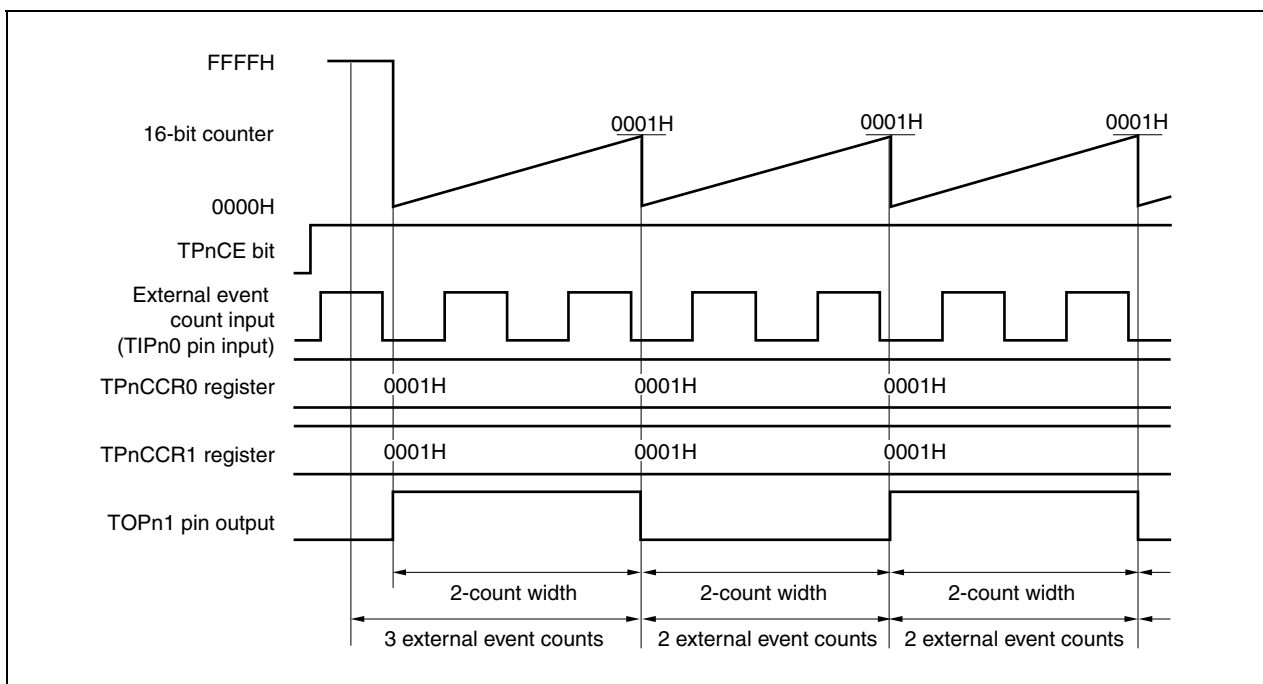 FFFFH
16-bit counter
0001H 0001H 0001H
0000H
TPnCE bit
External event
count input
(TIPn0 pin input)
TPnCCR0 register 0001H 0001H 0001H
TPnCCR1 register 0001H 0001H 0001H
TOPn1 pin output
2-count width 2-count width 2-count width
3 external event counts 2 external event counts 2 external event counts